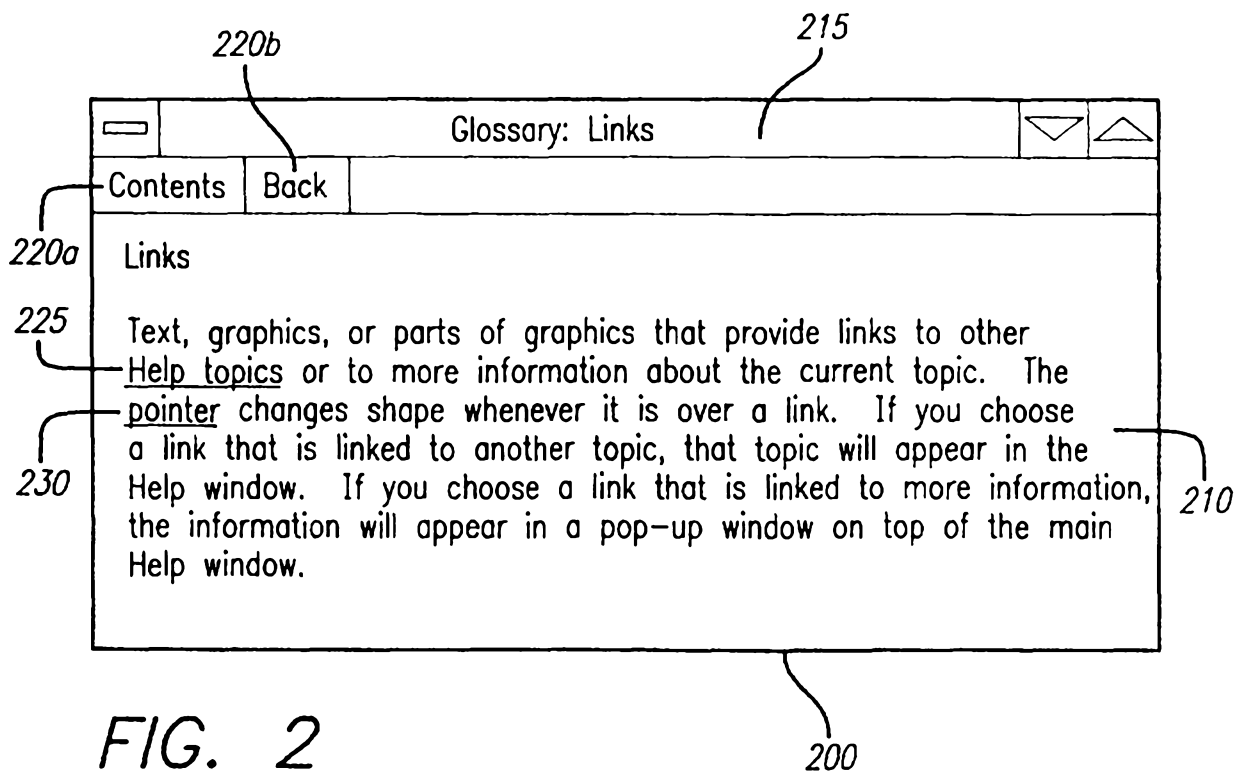 220b
215
Glossary: Links
Contents Back
220a
Links
225
Text, graphics, or parts of graphics that provide links to other
Help topics or to more information about the current topic. The
pointer changes shape whenever it is over a link. If you choose
a link that is linked to another topic, that topic will appear in the
230
Help window. If you choose a link that is linked to more information,
210
the information will appear in a pop-up window on top of the main
Help window.
FIG. 2
200